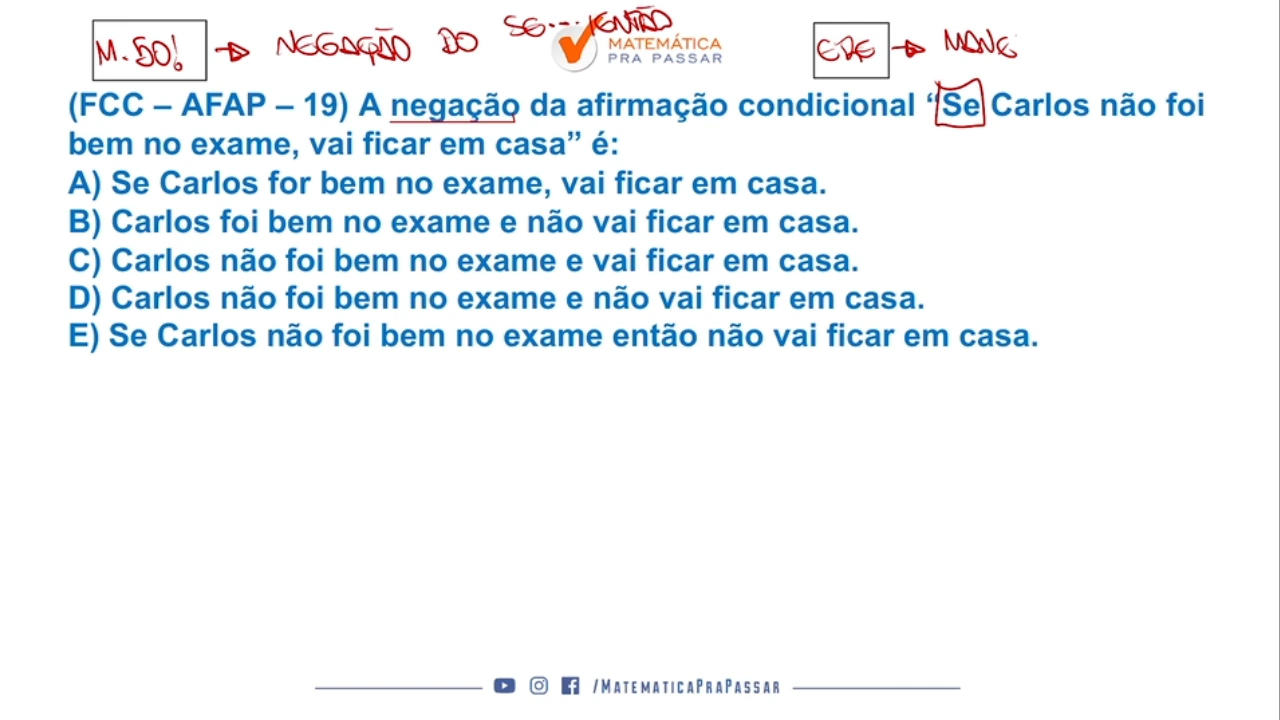 M. 50! → NEGAÇÃO DO SE... ENTÃO
MATEMÁTICA
PRA PASSAR
→ MANE
(FCC – AFAP – 19) A negação da afirmação condicional “Se Carlos não foi
bem no exame, vai ficar em casa” é:
A) Se Carlos for bem no exame, vai ficar em casa.
B) Carlos foi bem no exame e não vai ficar em casa.
C) Carlos não foi bem no exame e vai ficar em casa.
D) Carlos não foi bem no exame e não vai ficar em casa.
E) Se Carlos não foi bem no exame então não vai ficar em casa.
/MATEMATICAPRAPASSAR